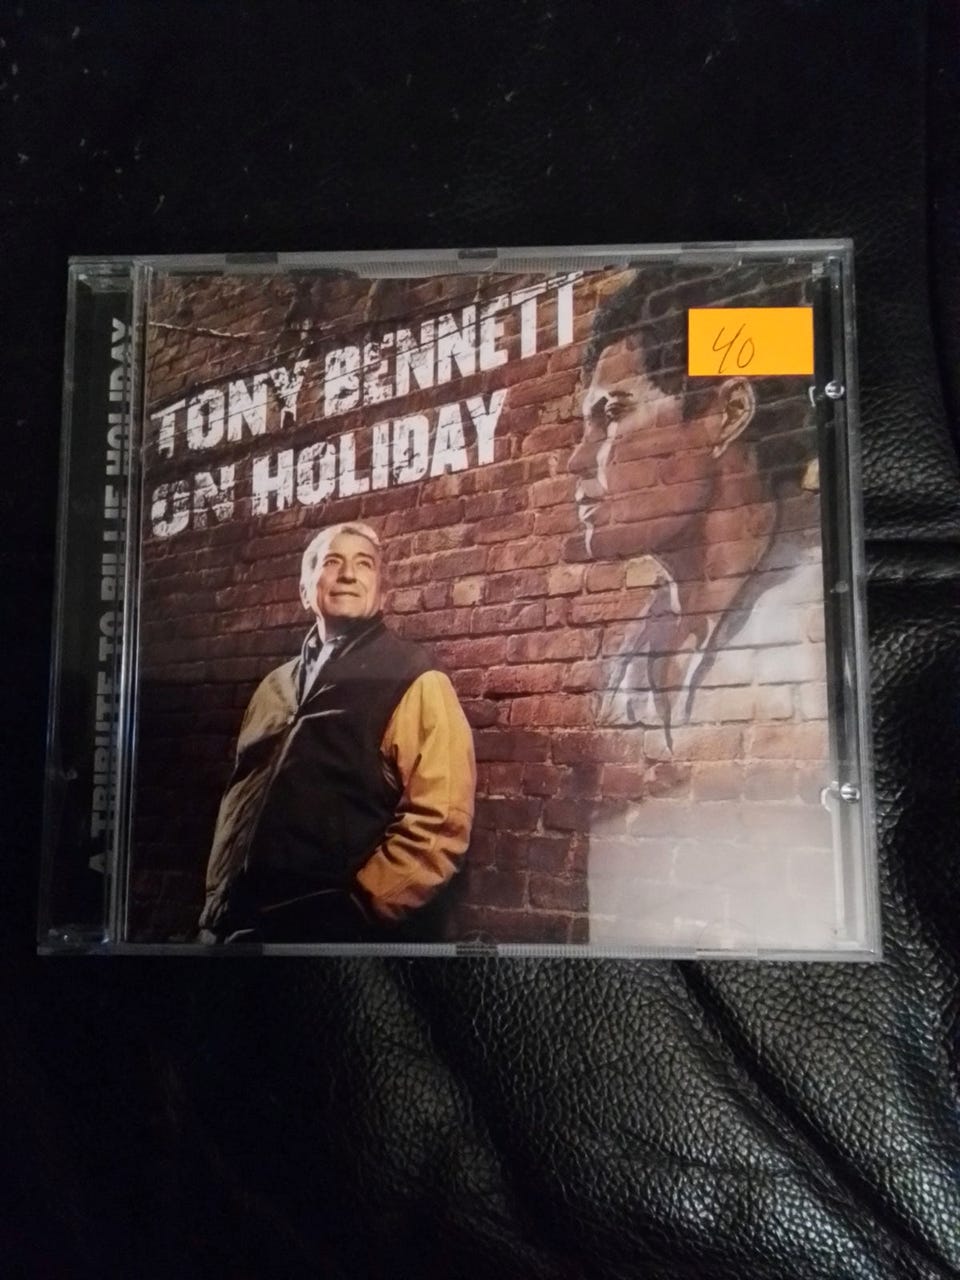 TONY BENNETT
ON HOLIDAY
40
A TRIBUTE TO BILLIE HOLIDAY